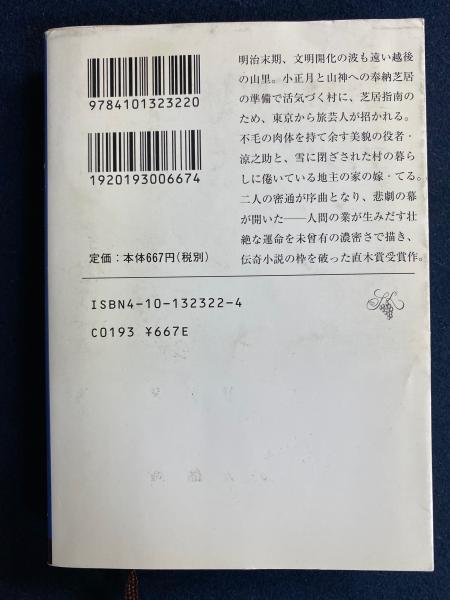 9784101323220
1920193006674
定価：本体667円(税別)
ISBN4-10-132322-4
C0193 ¥667E
明治末期、文明開化の波も遠い越後
の山里。小正月と山神への奉納芝居
の準備で活気づく村に、芝居指南の
ため、東京から旅芸人が招かれる。
不毛の肉体を持て余す美貌の役者・
涼之助と、雪に閉ざされた村の暮ら
しに倦いている地主の家の嫁・てる。
二人の密通が序曲となり、悲劇の幕
が開いた──人間の業が生みだす壮
絶な運命を未曾有の濃密さで描き、
伝奇小説の枠を破った直木賞受賞作。